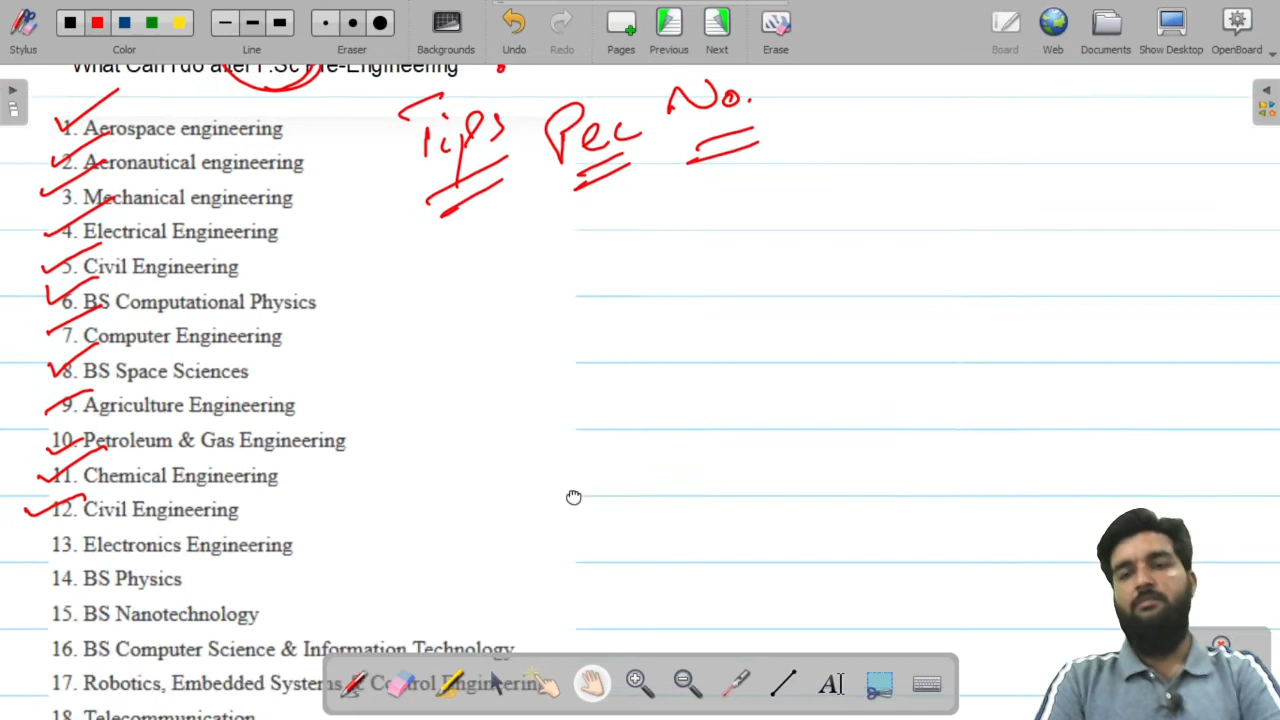 Stylus
Color
Line
Eraser
Backgrounds
Undo
Redo
Pages
Previous
Next
Erase
Board
Web
Documents
Show Desktop
OpenBoard
What Can I do after F.Sc Pre-Engineering
Tips Pec No.
1. Aerospace engineering
2. Aeronautical engineering
3. Mechanical engineering
4. Electrical Engineering
5. Civil Engineering
6. BS Computational Physics
7. Computer Engineering
8. BS Space Sciences
9. Agriculture Engineering
10. Petroleum & Gas Engineering
11. Chemical Engineering
12. Civil Engineering
13. Electronics Engineering
14. BS Physics
15. BS Nanotechnology
16. BS Computer Science & Information Technology
17. Robotics, Embedded Systems & Control Engineering
18. Telecommunication